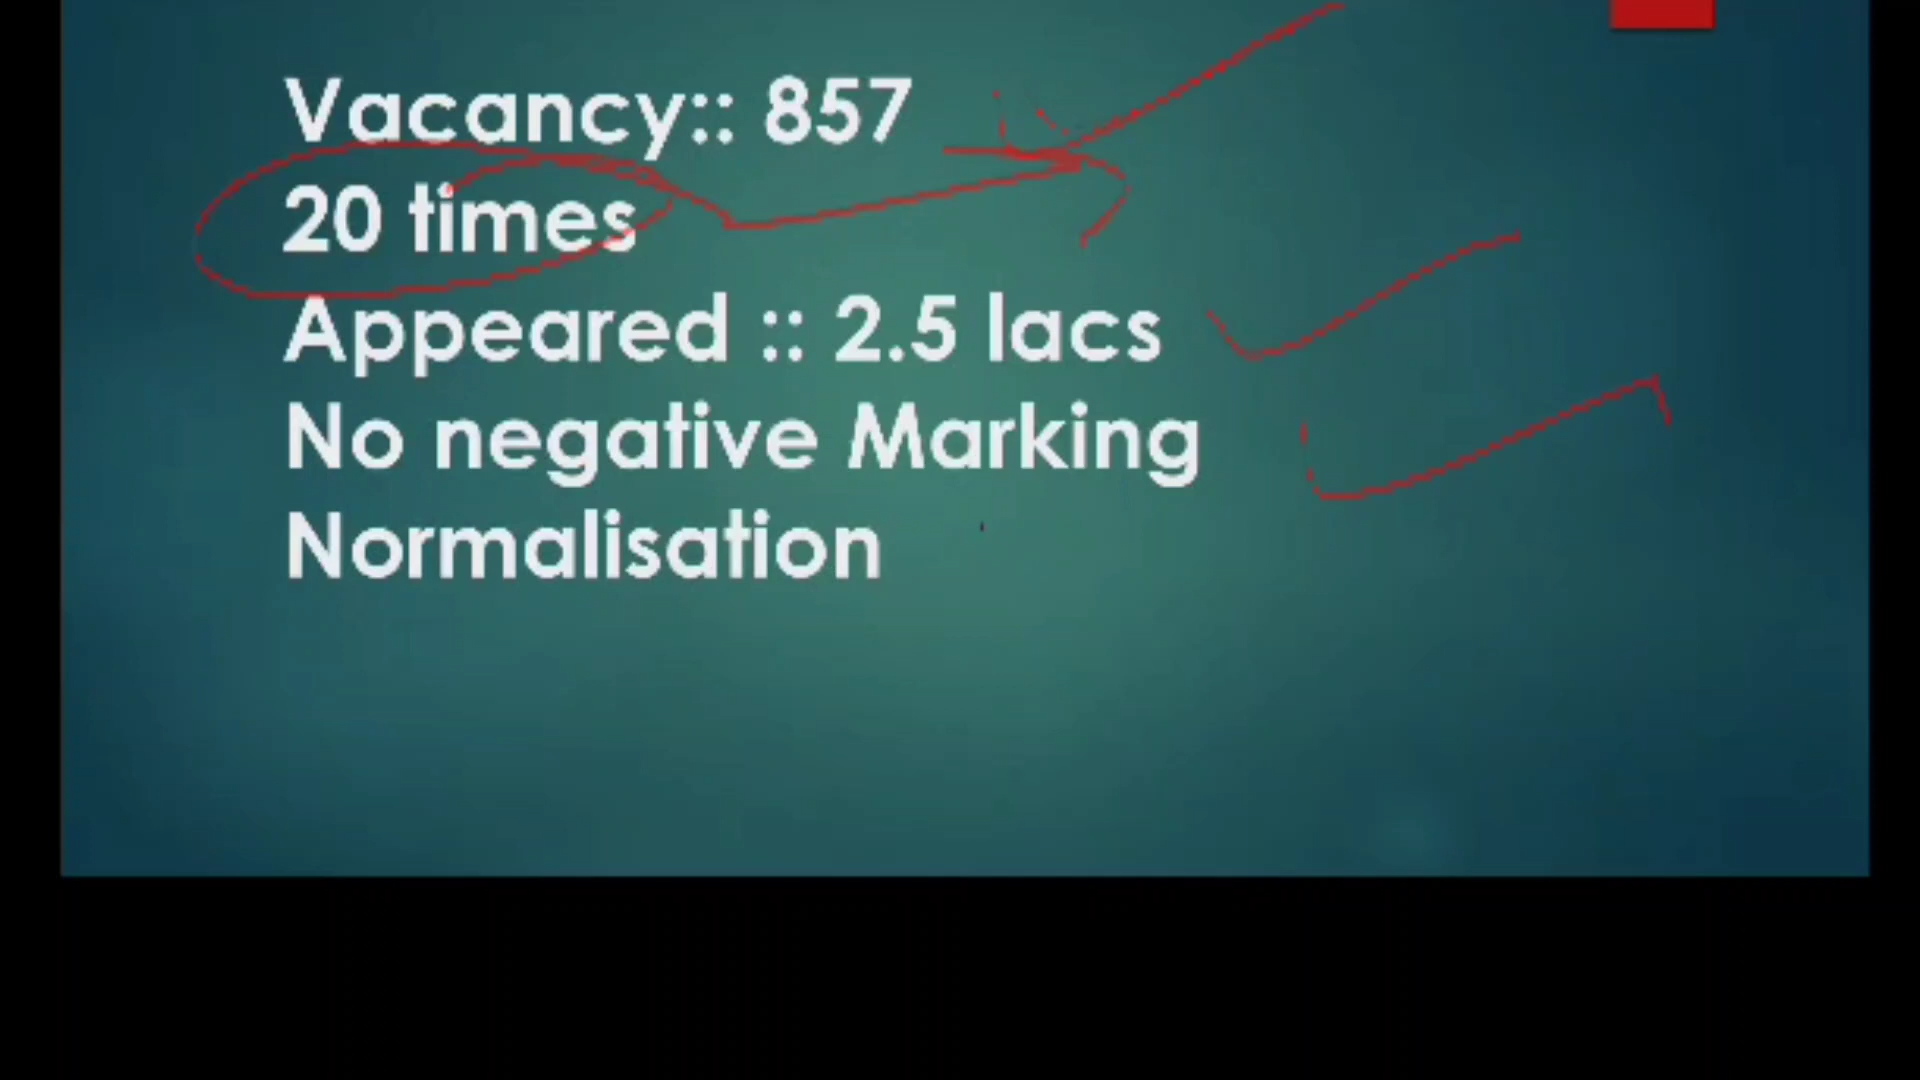 Vacancy:: 857
20 times
Appeared :: 2.5 lacs
No negative Marking
Normalisation